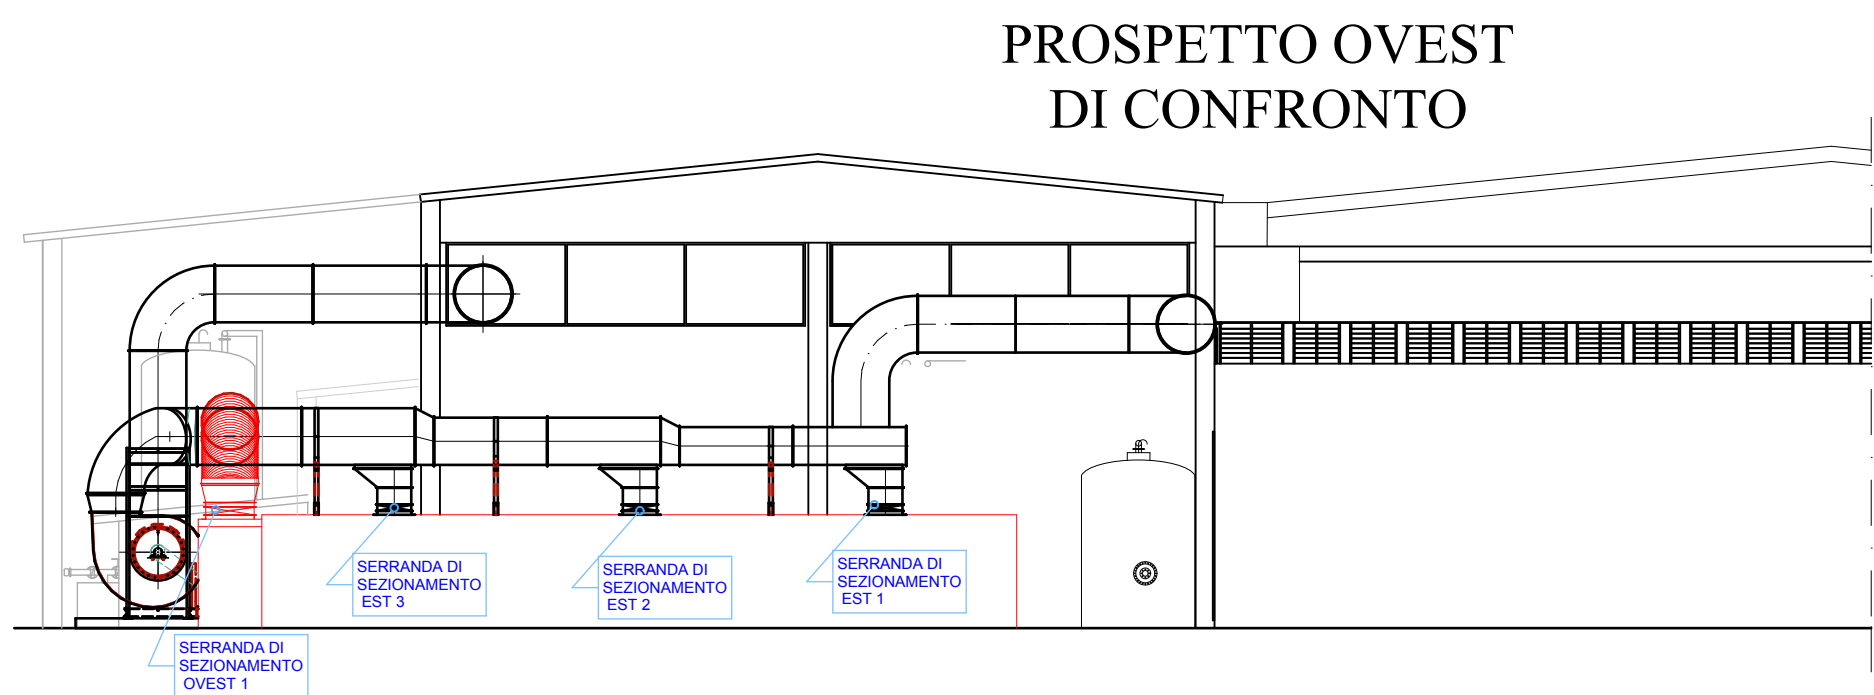 PROSPETTO OVEST
DI CONFRONTO
SERRANDA DI
SEZIONAMENTO
EST 3
SERRANDA DI
SEZIONAMENTO
EST 2
SERRANDA DI
SEZIONAMENTO
EST 1
SERRANDA DI
SEZIONAMENTO
OVEST 1